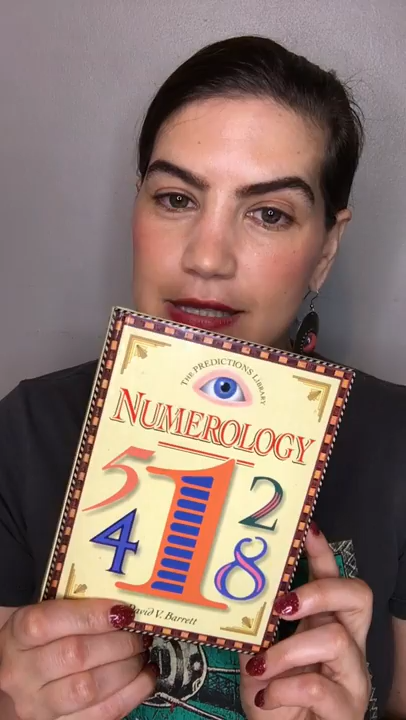 THE PREDICTIONS LIBRARY
NUMEROLOGY
5 1 2
4 8
David V. Barrett